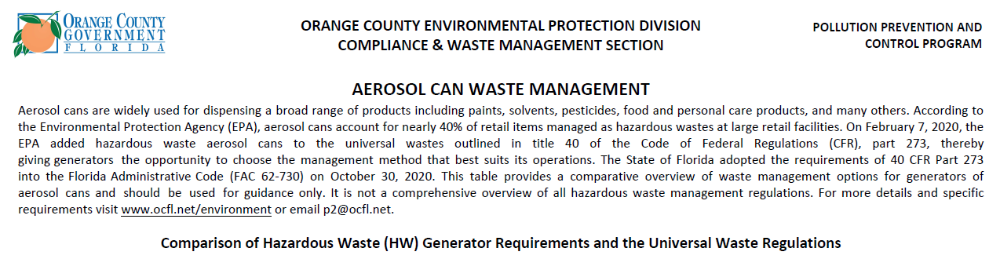 ORANGE COUNTY
GOVERNMENT
FLORIDA
ORANGE COUNTY ENVIRONMENTAL PROTECTION DIVISION
COMPLIANCE & WASTE MANAGEMENT SECTION
POLLUTION PREVENTION AND
CONTROL PROGRAM
AEROSOL CAN WASTE MANAGEMENT
Aerosol cans are widely used for dispensing a broad range of products including paints, solvents, pesticides, food and personal care products, and many others. According to
the Environmental Protection Agency (EPA), aerosol cans account for nearly 40% of retail items managed as hazardous wastes at large retail facilities. On February 7, 2020, the
EPA added hazardous waste aerosol cans to the universal wastes outlined in title 40 of the Code of Federal Regulations (CFR), part 273, thereby
giving generators the opportunity to choose the management method that best suits its operations. The State of Florida adopted the requirements of 40 CFR Part 273
into the Florida Administrative Code (FAC 62-730) on October 30, 2020. This table provides a comparative overview of waste management options for generators of
aerosol cans and should be used for guidance only. It is not a comprehensive overview of all hazardous waste management regulations. For more details and specific
requirements visit www.ocfl.net/environment or email p2@ocfl.net.
Comparison of Hazardous Waste (HW) Generator Requirements and the Universal Waste Regulations